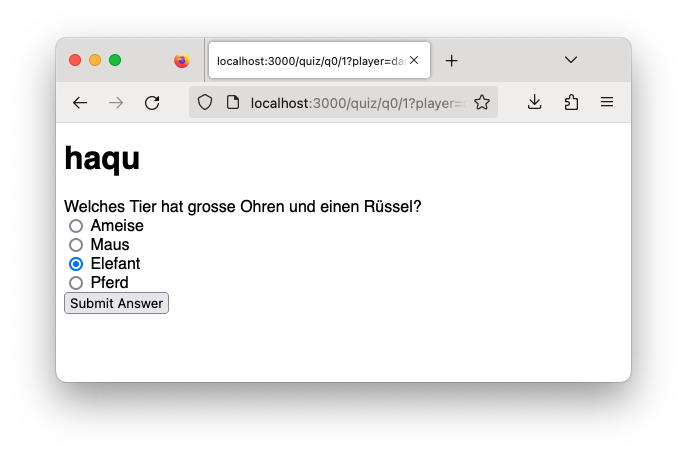 localhost:3000/quiz/q0/1?player=da
localhost:3000/quiz/q0/1?player=
haqu
Welches Tier hat grosse Ohren und einen Rüssel?
Ameise
Maus
Elefant
Pferd
Submit Answer